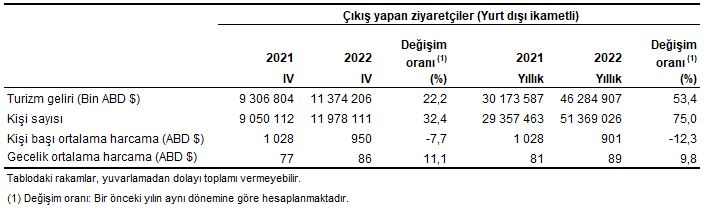 Çıkış yapan ziyaretçiler (Yurt dışı ikametli)
2021 2022 Değişim 2021 2022 Değişim
IV IV oranı (1) Yıllık Yıllık oranı (1)
(%) (%)
Turizm geliri (Bin ABD $) 9 306 804 11 374 206 22,2 30 173 587 46 284 907 53,4
Kişi sayısı 9 050 112 11 978 111 32,4 29 357 463 51 369 026 75,0
Kişi başı ortalama harcama (ABD $) 1 028 950 -7,7 1 028 901 -12,3
Gecelik ortalama harcama (ABD $) 77 86 11,1 81 89 9,8
Tablodaki rakamlar, yuvarlamadan dolayı toplamı vermeyebilir.
(1) Değişim oranı: Bir önceki yılın aynı dönemine göre hesaplanmaktadır.